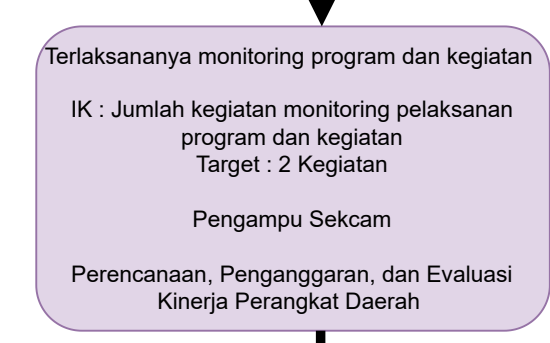 Terlaksananya monitoring program dan kegiatan
IK : Jumlah kegiatan monitoring pelaksanan
program dan kegiatan
Target : 2 Kegiatan
Pengampu Sekcam
Perencanaan, Penganggaran, dan Evaluasi
Kinerja Perangkat Daerah